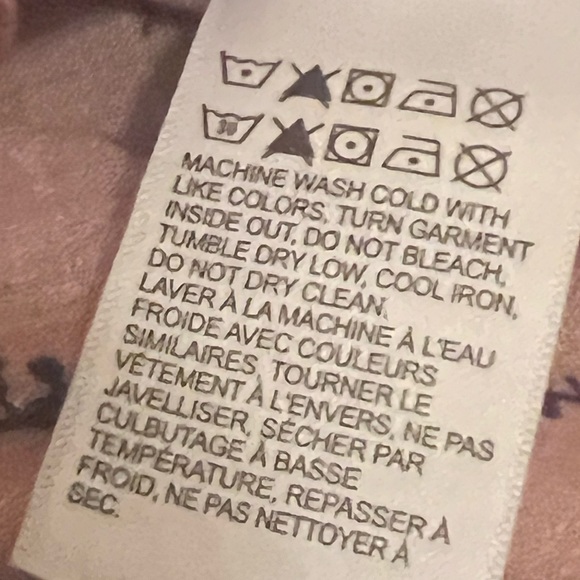 30
MACHINE WASH COLD WITH
LIKE COLORS, TURN GARMENT
INSIDE OUT, DO NOT BLEACH,
TUMBLE DRY LOW, COOL IRON,
DO NOT DRY CLEAN.
LAVER À LA MACHINE À L'EAU
FROIDE AVEC COULEURS
SIMILAIRES, TOURNER LE
VÊTEMENT À L'ENVERS, NE PAS
JAVELLISER, SÉCHER PAR
CULBUTAGE À BASSE
TEMPÉRATURE, REPASSER À
FROID, NE PAS NETTOYER À
SEC.